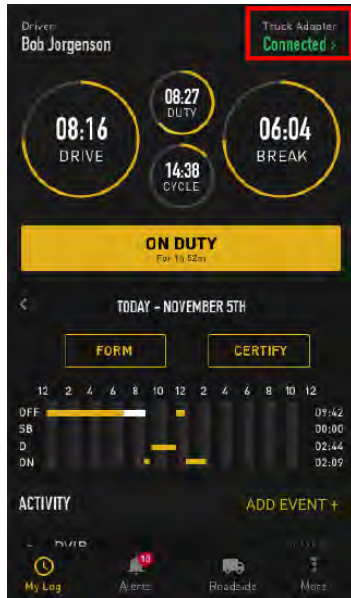 Driver
Truck Adapter
Bob Jorgenson
Connected >
08:16
DRIVE
08:27
DUTY
14:38
CYCLE
06:04
BREAK
ON DUTY
For 1h 52m
< TODAY - NOVEMBER 5TH
FORM
CERTIFY
12 2 4 6 8 10 12 2 4 6 8 10 12
OFF 09:42
SB 00:00
D 02:44
ON 02:09
ACTIVITY
ADD EVENT +
DVIR
10
My Log
Alerts
Roadside
More